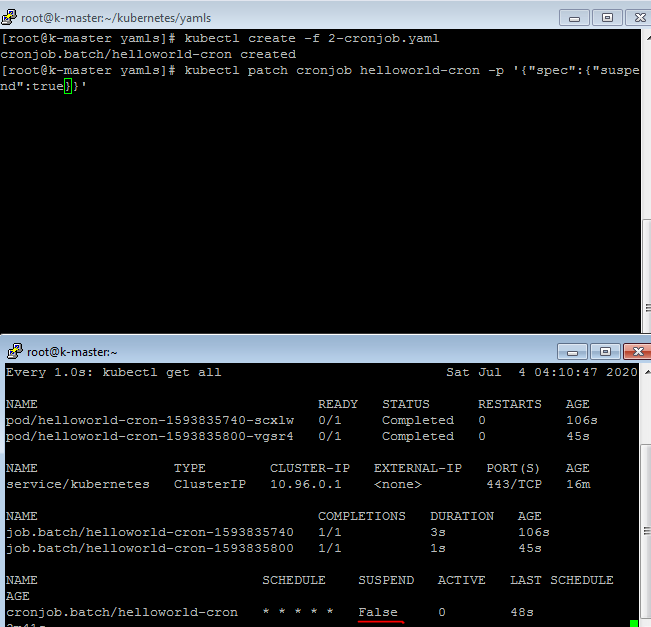 root@k-master:~/kubernetes/yamls
[root@k-master yamls]# kubectl create -f 2-cronjob.yaml
cronjob.batch/helloworld-cron created
[root@k-master yamls]# kubectl patch cronjob helloworld-cron -p '{"spec":{"suspe
nd":true}}'
root@k-master:~
Every 1.0s: kubectl get all Sat Jul 4 04:10:47 2020
NAME READY STATUS RESTARTS AGE
pod/helloworld-cron-1593835740-scxlw 0/1 Completed 0 106s
pod/helloworld-cron-1593835800-vgsr4 0/1 Completed 0 45s
NAME TYPE CLUSTER-IP EXTERNAL-IP PORT(S) AGE
service/kubernetes ClusterIP 10.96.0.1 <none> 443/TCP 16m
NAME COMPLETIONS DURATION AGE
job.batch/helloworld-cron-1593835740 1/1 3s 106s
job.batch/helloworld-cron-1593835800 1/1 1s 45s
NAME SCHEDULE SUSPEND ACTIVE LAST SCHEDULE
AGE
cronjob.batch/helloworld-cron * * * * * False 0 48s